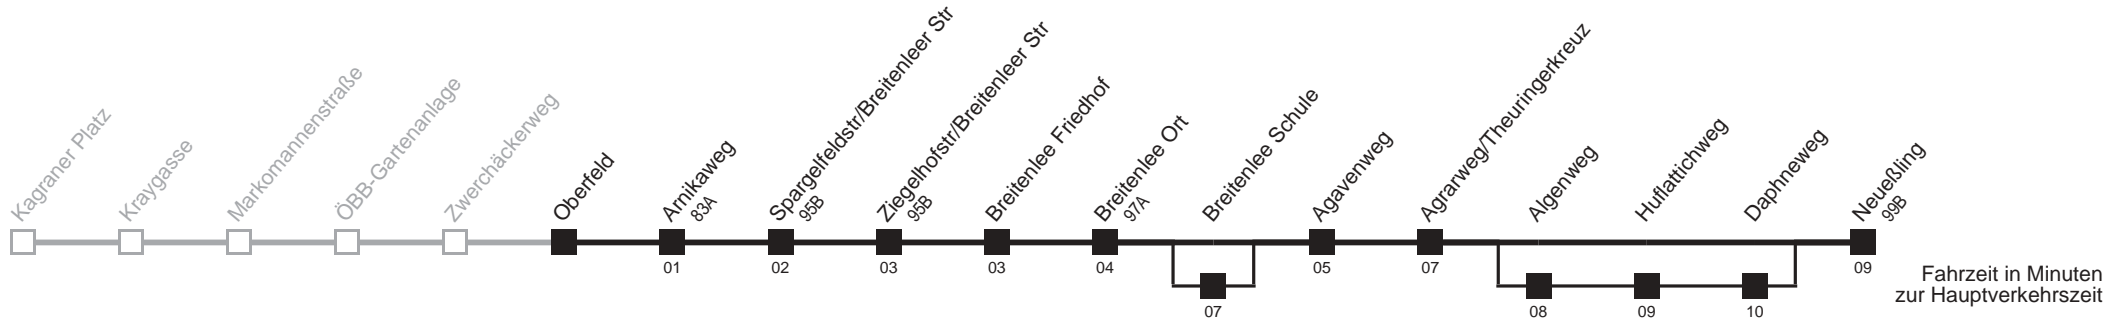 Kagraner Platz
Kraygasse
Markomannenstraße
ÖBB-Gartenanlage
Zwerchäckerweg
Oberfeld
Arnikaweg
83A
Spargelfeldstr/Breitenleer Str
95B
Ziegelhofstr/Breitenleer Str
95B
Breitenlee Friedhof
Breitenlee Ort
97A
Breitenlee Schule
Agavenweg
Agrarweg/Theuringerkreuz
Algenweg
Huflattichweg
Daphneweg
Neueßling
99B
01
02
03
03
04
07
05
07
08
09
10
09
Fahrzeit in Minuten
zur Hauptverkehrszeit